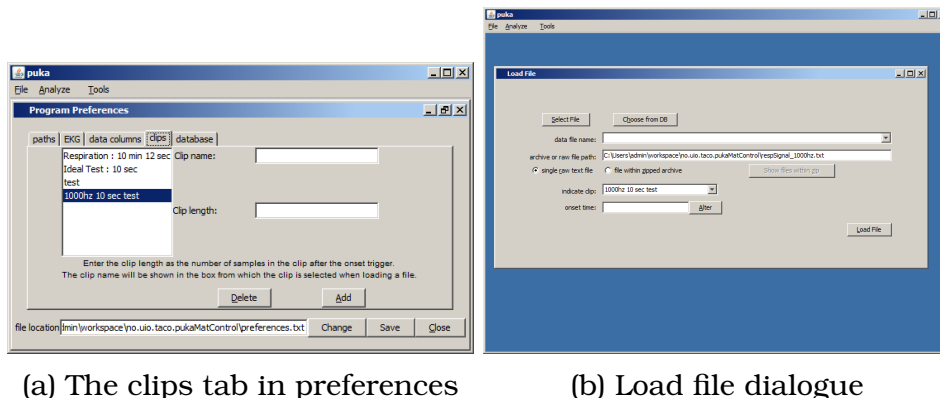 puka
File Analyze Tools
Program Preferences
paths EKG data columns clips database
Respiration : 10 min 12 sec
Ideal Test : 10 sec
test
1000hz 10 sec test
Clip name:
Clip length:
Enter the clip length as the number of samples in the clip after the onset trigger.
The clip name will be shown in the box from which the clip is selected when loading a file.
Delete Add
file location dmin\workspace\no.uio.taco.pukaMatControl\preferences.txt Change Save Close
(a) The clips tab in preferences
puka
File Analyze Tools
Load File
Select File Choose from DB
data file name:
archive or raw file path: C:\Users\admin\workspace\no.uio.taco.pukaMatControl\respSignal_1000hz.txt
single raw text file file within zipped archive Show files within zip
indicate clip: 1000hz 10 sec test
onset time: Alter
Load File
(b) Load file dialogue